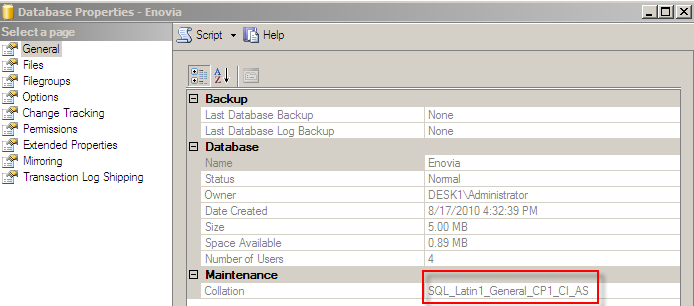 Database Properties - Enovia
Select a page
General
Files
Filegroups
Options
Change Tracking
Permissions
Extended Properties
Mirroring
Transaction Log Shipping
Script Help
Backup
Last Database Backup None
Last Database Log Backup None
Database
Name Enovia
Status Normal
Owner DESK1\Administrator
Date Created 8/17/2010 4:32:39 PM
Size 5.00 MB
Space Available 0.89 MB
Number of Users 4
Maintenance
Collation SQL_Latin1_General_CP1_CI_AS